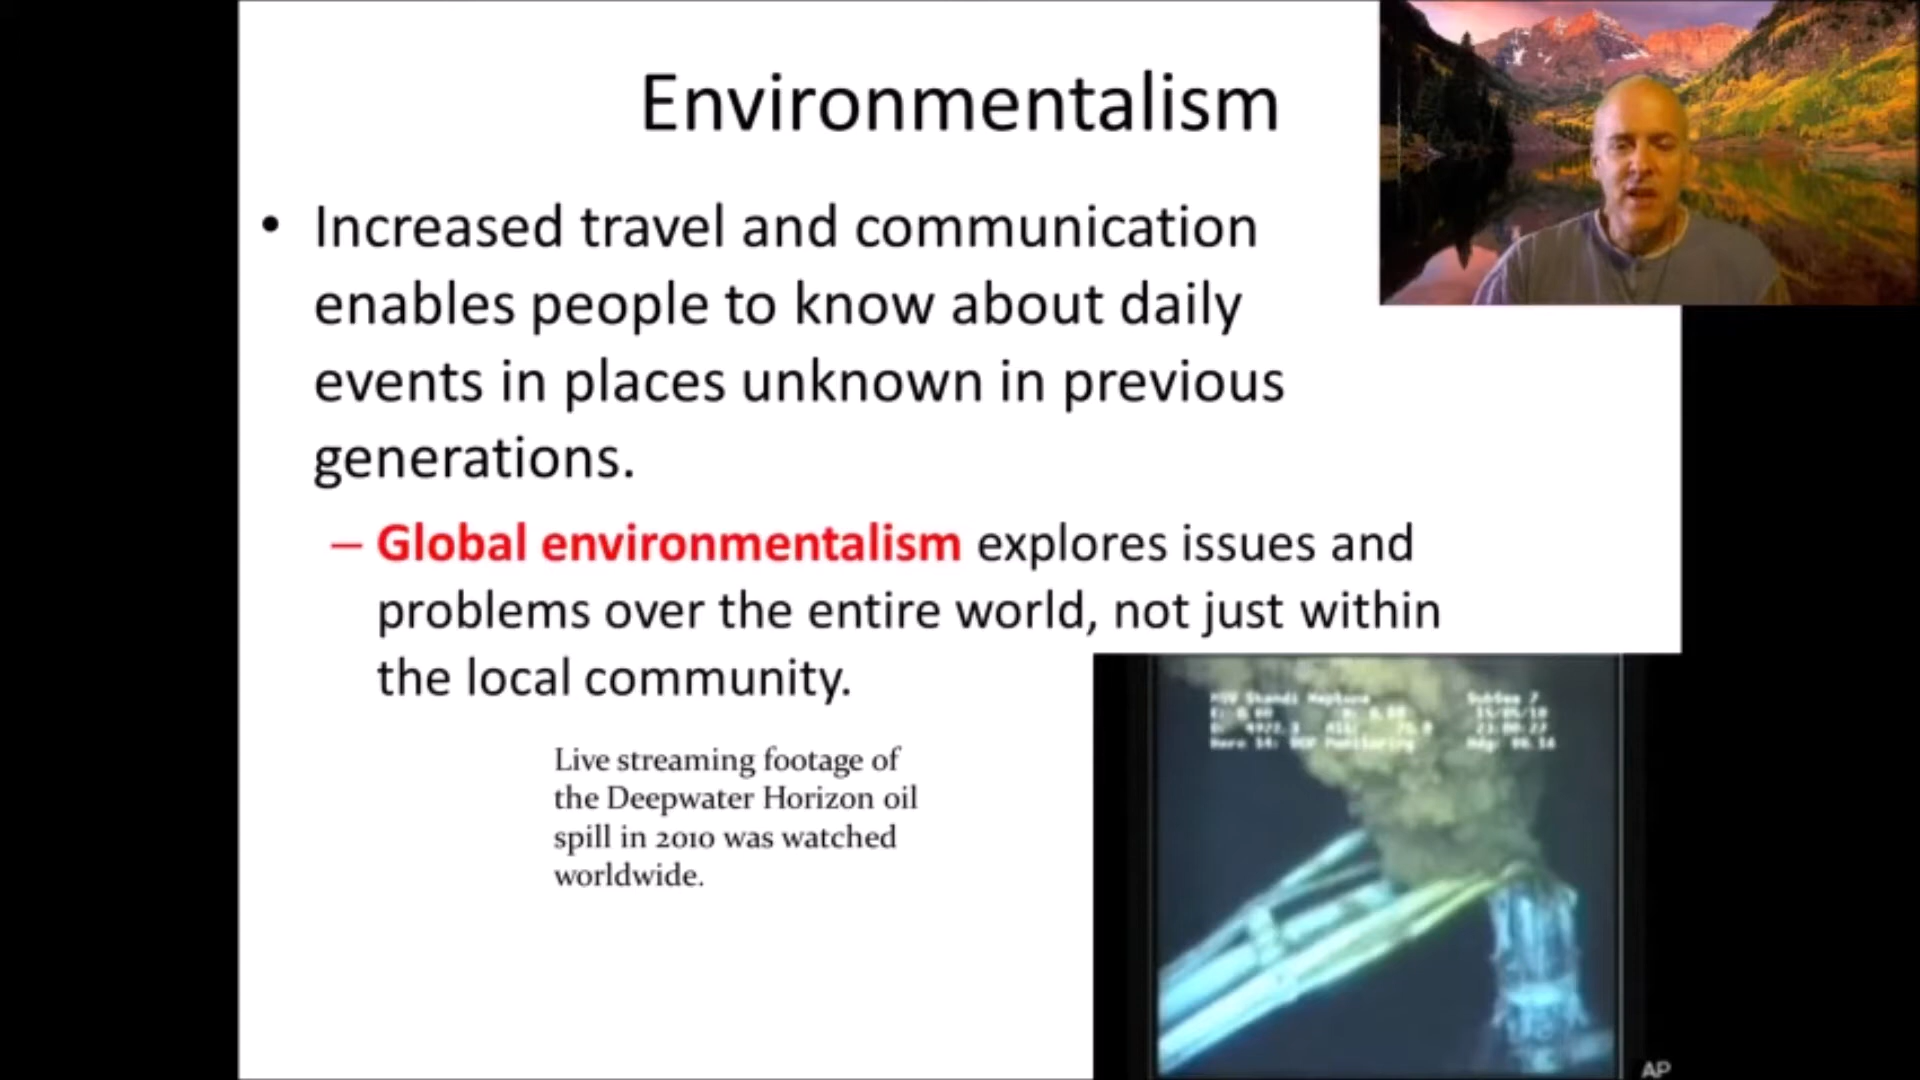 Environmentalism
• Increased travel and communication
enables people to know about daily
events in places unknown in previous
generations.
– Global environmentalism explores issues and
problems over the entire world, not just within
the local community.
Live streaming footage of
the Deepwater Horizon oil
spill in 2010 was watched
worldwide.
Skandi Neptune
AP